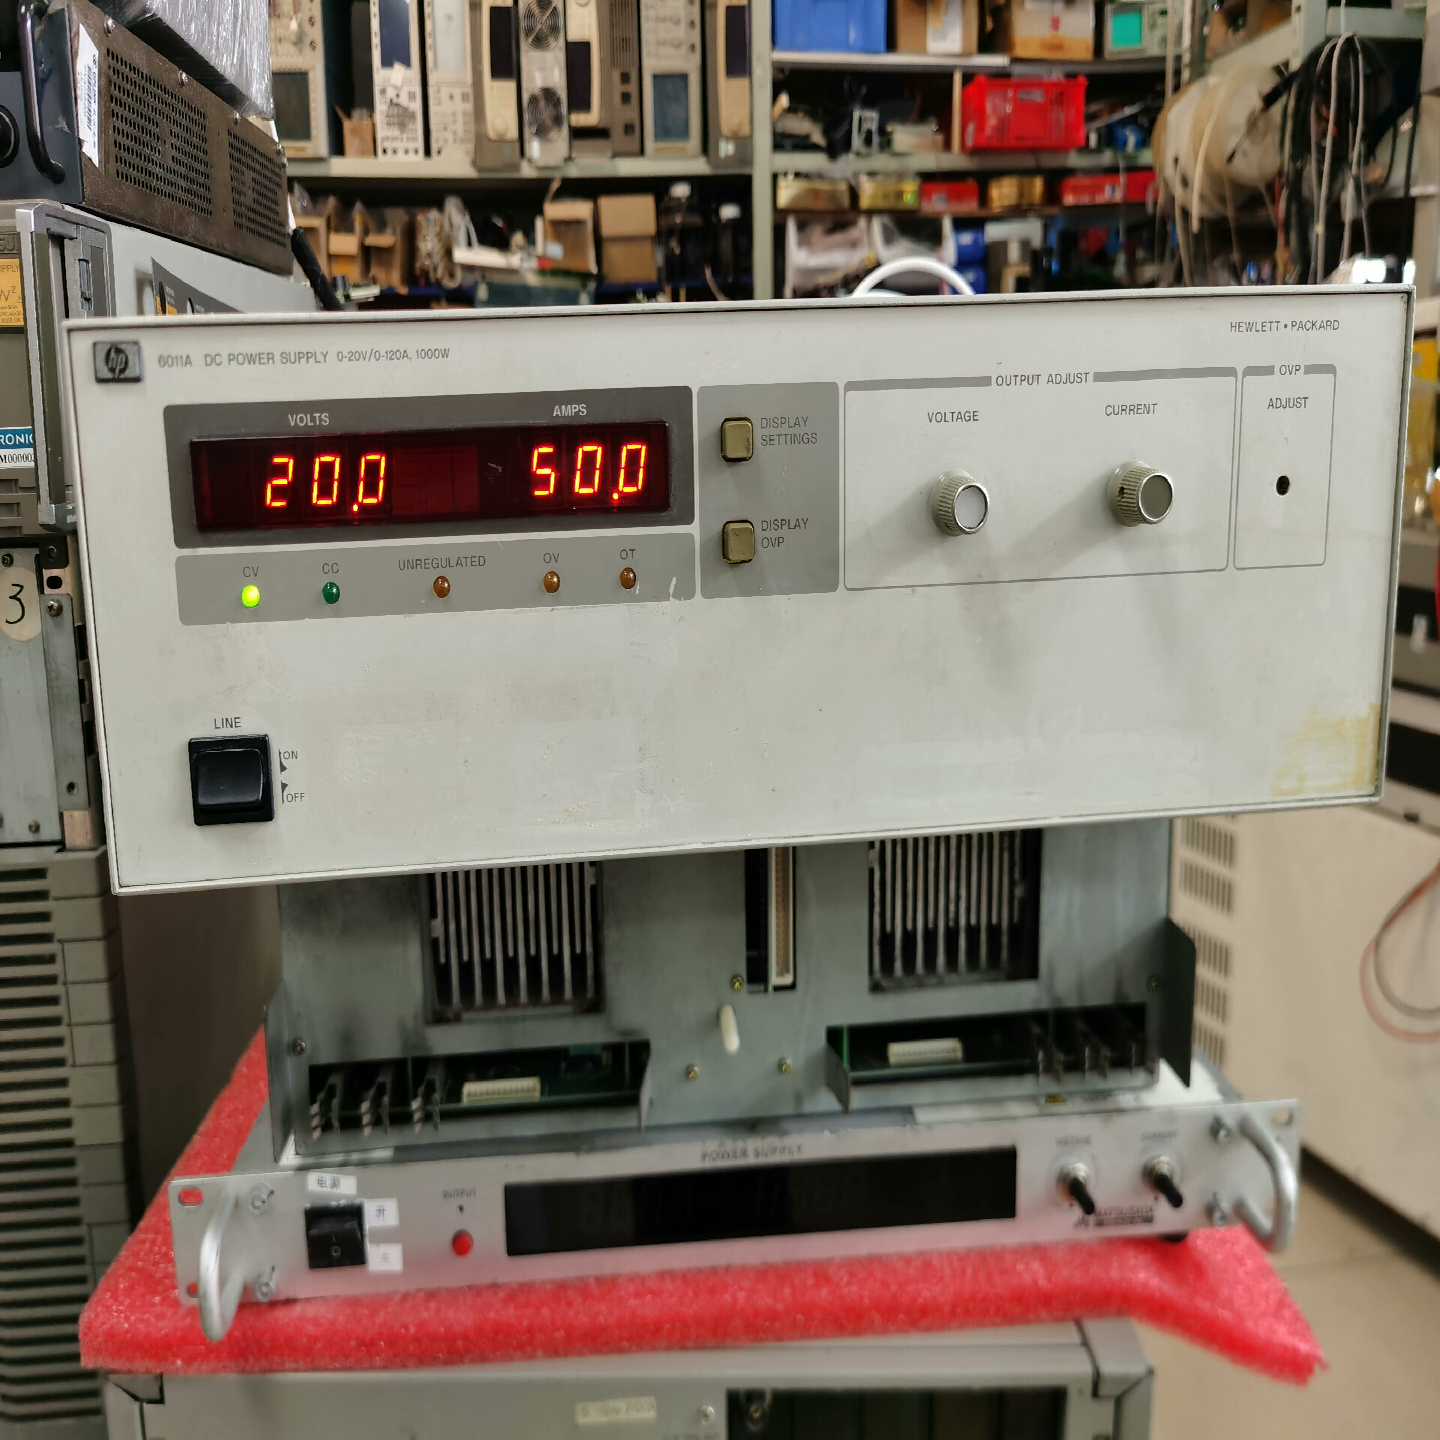 hp
6011A DC POWER SUPPLY 0-20V/0-120A, 1000W
HEWLETT • PACKARD
VOLTS
AMPS
20.0
50.0
DISPLAY
SETTINGS
DISPLAY
OVP
OUTPUT ADJUST
VOLTAGE
CURRENT
OVP
ADJUST
CV
CC
UNREGULATED
OV
OT
LINE
ON
OFF
3
POWER SUPPLY
电源
开
OUTPUT